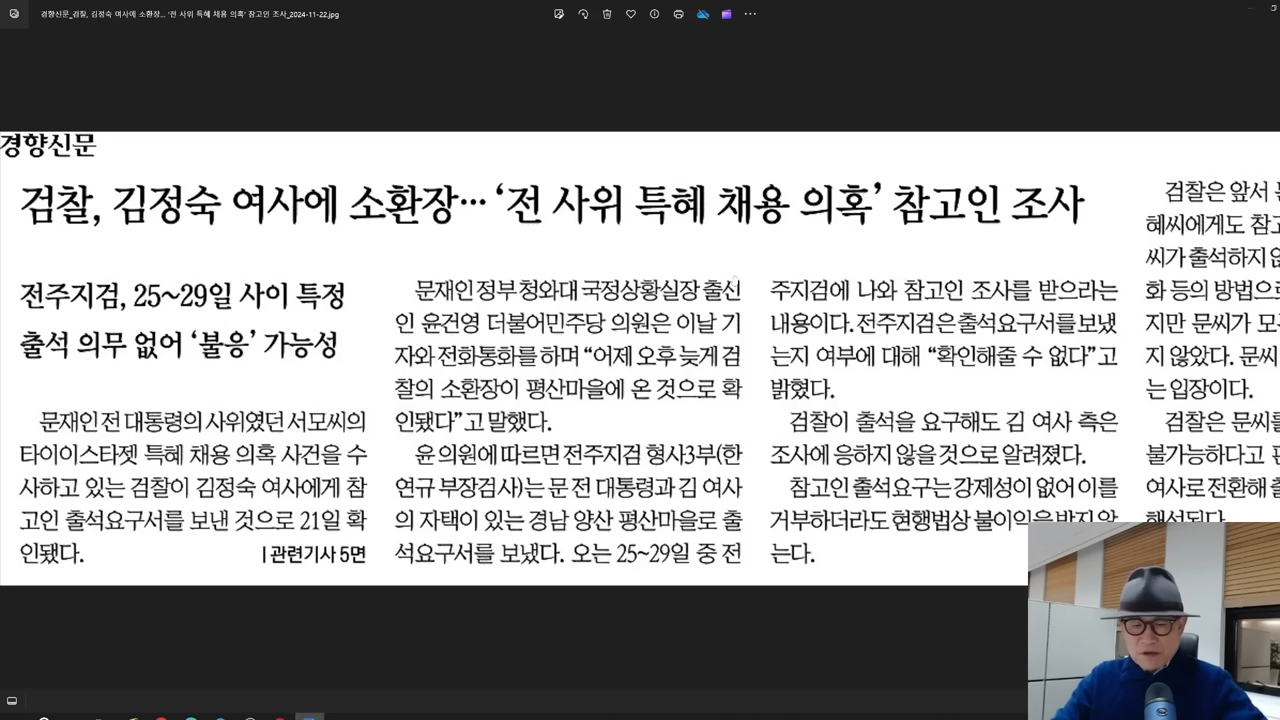 경향신문_검찰, 김정숙 여사에 소환장... '전 사위 특혜 채용 의혹' 참고인 조사_2024-11-22.jpg
경향신문
검찰, 김정숙 여사에 소환장… ‘전 사위 특혜 채용 의혹’ 참고인 조사
전주지검, 25~29일 사이 특정
출석 의무 없어 ‘불응’ 가능성
문재인 전 대통령의 사위였던 서모씨의
타이이스타젯 특혜 채용 의혹 사건을 수
사하고 있는 검찰이 김정숙 여사에게 참
고인 출석요구서를 보낸 것으로 21일 확
인됐다.
| 관련기사 5면
문재인 정부 청와대 국정상황실장 출신
인 윤건영 더불어민주당 의원은 이날 기
자와 전화통화를 하며 “어제 오후 늦게 검
찰의 소환장이 평산마을에 온 것으로 확
인됐다”고 말했다.
윤 의원에 따르면 전주지검 형사3부(한
연규 부장검사)는 문 전 대통령과 김 여사
의 자택이 있는 경남 양산 평산마을로 출
석요구서를 보냈다. 오는 25~29일 중 전
주지검에 나와 참고인 조사를 받으라는
내용이다. 전주지검은 출석요구서를 보냈
는지 여부에 대해 “확인해줄 수 없다”고
밝혔다.
검찰이 출석을 요구해도 김 여사 측은
조사에 응하지 않을 것으로 알려졌다.
참고인 출석요구는 강제성이 없어 이를
거부하더라도 현행법상 불이익을 받지 않
는다.
검찰은 앞서
혜씨에게도 참고
씨가 출석하지 않
화 등의 방법으로
지만 문씨가 모
지 않았다. 문씨
는 입장이다.
검찰은 문씨를
불가능하다고 판
여사로 전환해 출
해석된다.